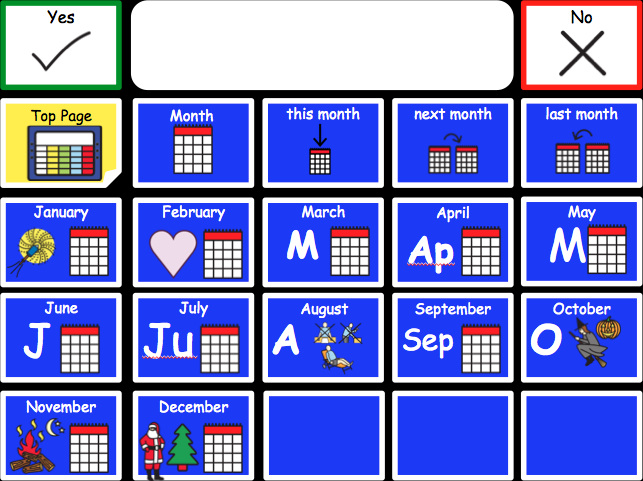 Yes
No
Top Page
Month
this month
next month
last month
January
February
March
M
April
Ap
May
M
June
J
July
Ju
August
A
September
Sep
October
O
November
December